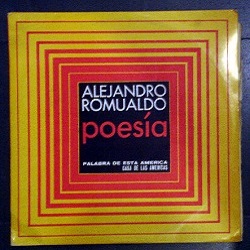 ALEJANDRO
ROMUALDO
poesía
PALABRA DE ESTA AMERICA
CASA DE LAS AMERICAS